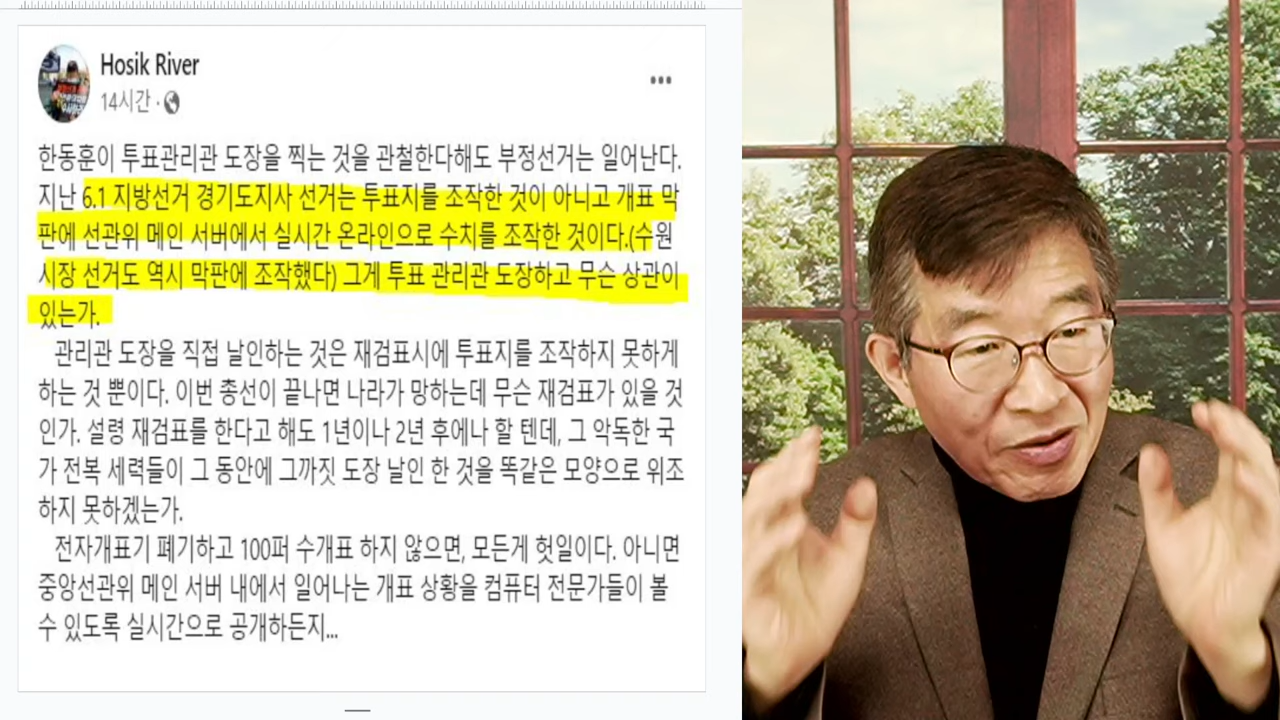 Hosik River
14시간 ·
한동훈이 투표관리관 도장을 찍는 것을 관철한다해도 부정선거는 일어난다.
지난 6.1 지방선거 경기도지사 선거는 투표지를 조작한 것이 아니고 개표 막
판에 선관위 메인 서버에서 실시간 온라인으로 수치를 조작한 것이다.(수원
시장 선거도 역시 막판에 조작했다) 그게 투표 관리관 도장하고 무슨 상관이
있는가.
관리관 도장을 직접 날인하는 것은 재검표시에 투표지를 조작하지 못하게
하는 것 뿐이다. 이번 총선이 끝나면 나라가 망하는데 무슨 재검표가 있을 것
인가. 설령 재검표를 한다고 해도 1년이나 2년 후에나 할 텐데, 그 악독한 국
가 전복 세력들이 그 동안에 그까짓 도장 날인 한 것을 똑같은 모양으로 위조
하지 못하겠는가.
전자개표기 폐기하고 100퍼 수개표 하지 않으면, 모든게 헛일이다. 아니면
중앙선관위 메인 서버 내에서 일어나는 개표 상황을 컴퓨터 전문가들이 볼
수 있도록 실시간으로 공개하든지...